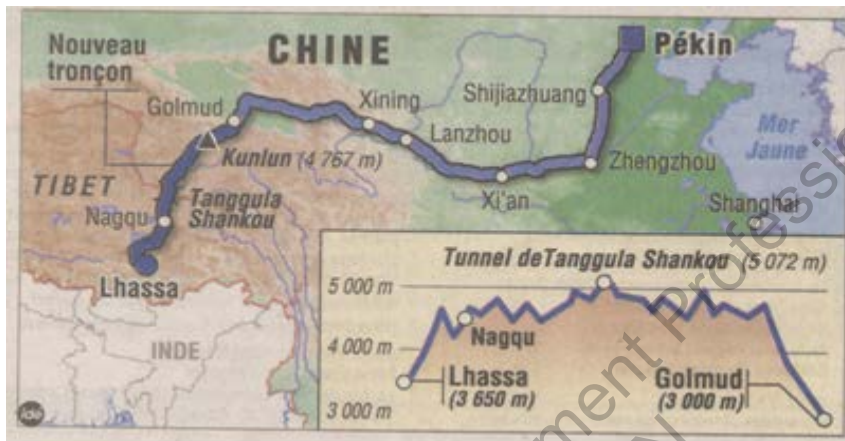 Nouveau
tronçon
CHINE
Pékin
Golmud
Xining
Shijiazhuang
Lanzhou
Mer
Jaune
Kunlun (4 767 m)
Zhengzhou
TIBET
Tanggula
Shankou
Xi'an
Nagqu
Shanghai
Lhassa
INDE
Tunnel deTanggula Shankou (5 072 m)
5 000 m
Nagqu
4 000 m
Lhassa
(3 650 m)
Golmud
(3 000 m)
3 000 m
ement Professi